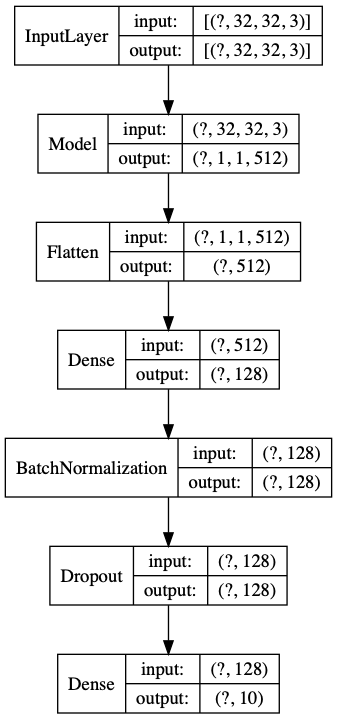 InputLayer
input: [(?, 32, 32, 3)]
output: [(?, 32, 32, 3)]
Model
input: (?, 32, 32, 3)
output: (?, 1, 1, 512)
Flatten
input: (?, 1, 1, 512)
output: (?, 512)
Dense
input: (?, 512)
output: (?, 128)
BatchNormalization
input: (?, 128)
output: (?, 128)
Dropout
input: (?, 128)
output: (?, 128)
Dense
input: (?, 128)
output: (?, 10)